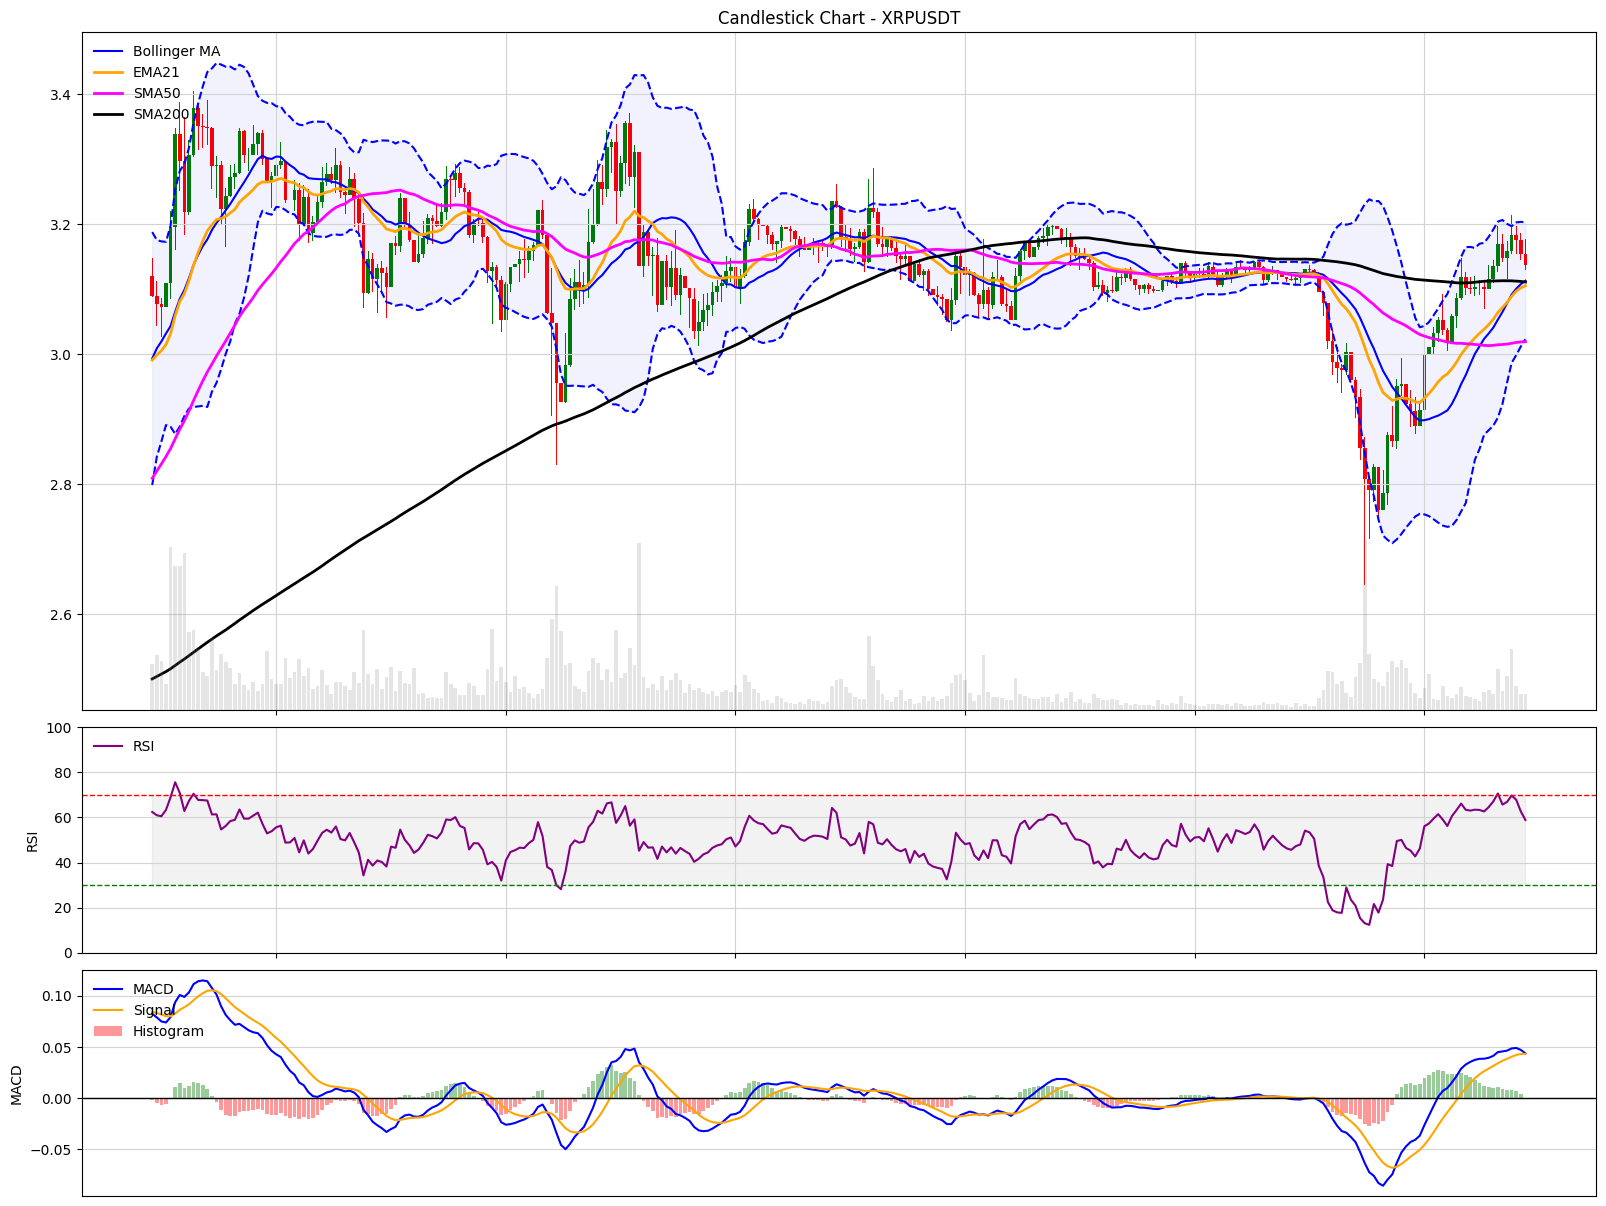 Candlestick Chart - XRPUSDT
Bollinger MA
EMA21
SMA50
SMA200
3.4
3.2
3.0
2.8
2.6
100
80
60
40
20
0
RSI
RSI
0.10
0.05
0.00
−0.05
MACD
MACD
Signal
Histogram